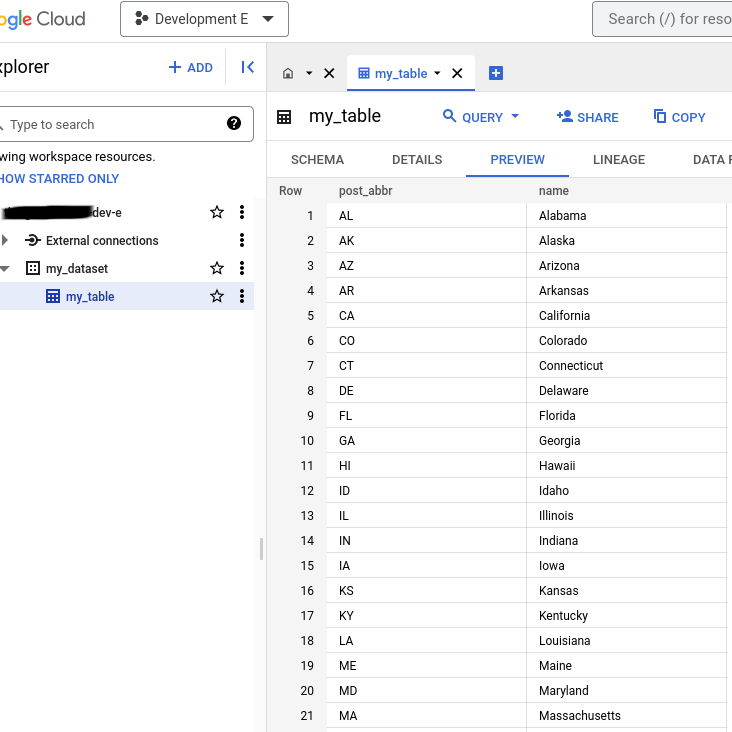 ogle Cloud Development E Search (/) for reso
xplorer + ADD
my_table
Type to search ?
my_table QUERY SHARE COPY
wing workspace resources.
HOW STARRED ONLY
SCHEMA DETAILS PREVIEW LINEAGE DATA P
Row post_abbr name
dev-e
External connections
my_dataset
my_table
1 AL Alabama
2 AK Alaska
3 AZ Arizona
4 AR Arkansas
5 CA California
6 CO Colorado
7 CT Connecticut
8 DE Delaware
9 FL Florida
10 GA Georgia
11 HI Hawaii
12 ID Idaho
13 IL Illinois
14 IN Indiana
15 IA Iowa
16 KS Kansas
17 KY Kentucky
18 LA Louisiana
19 ME Maine
20 MD Maryland
21 MA Massachusetts